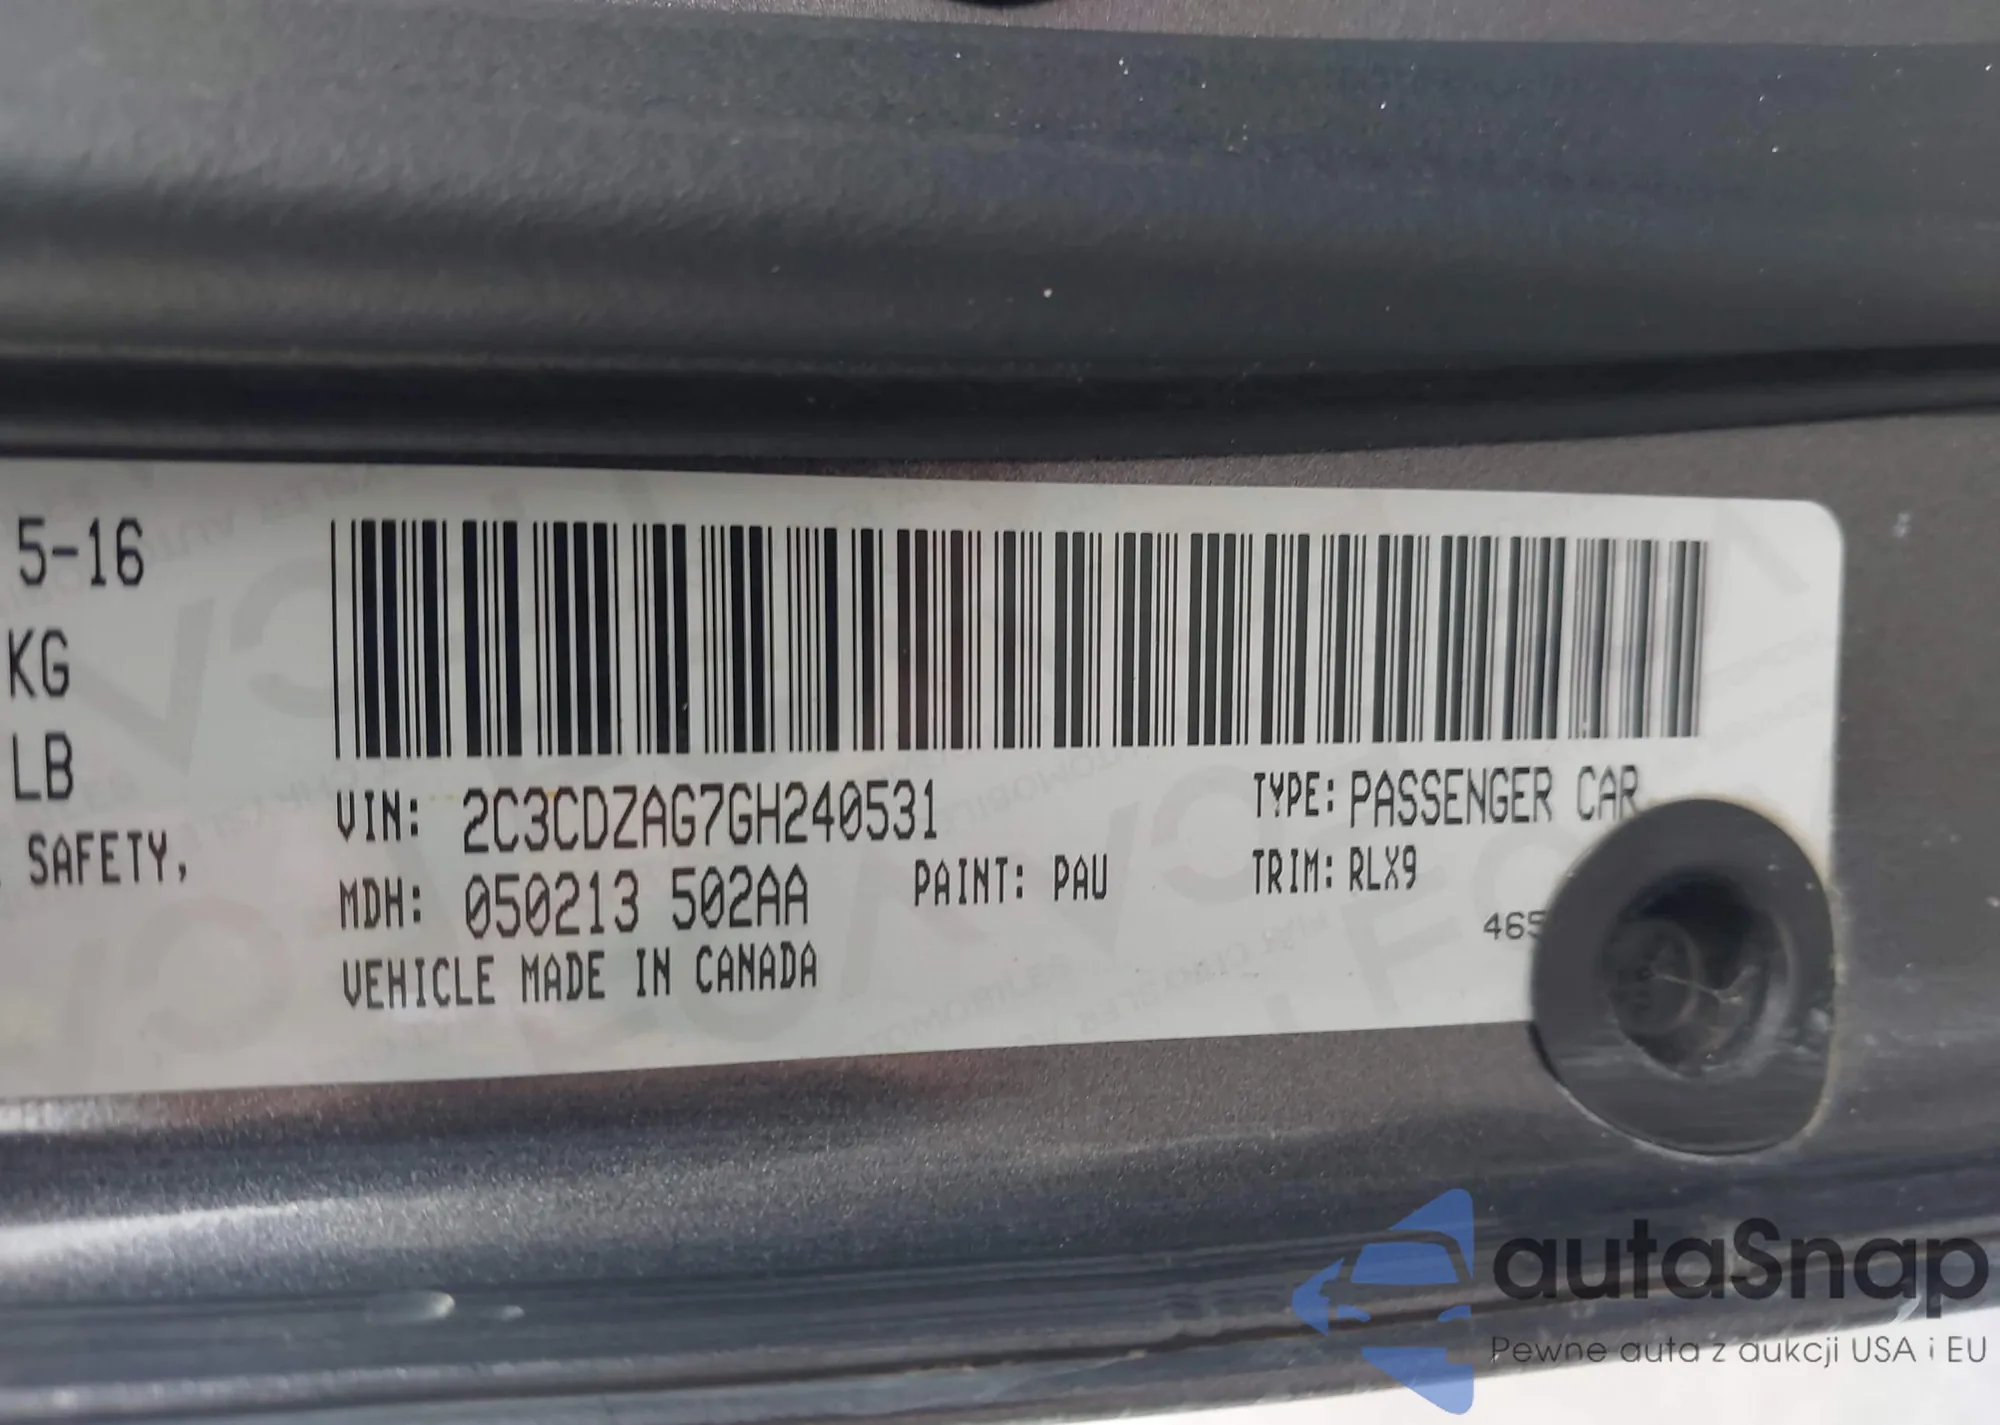 5-16
KG
LB
SAFETY,
VIN: 2C3CDZAG7GH240531
TYPE: PASSENGER CAR
MDH: 050213 502AA
PAINT: PAU
TRIM: RLX9
VEHICLE MADE IN CANADA
465
autaSnap
Pewne auta z aukcji USA i EU